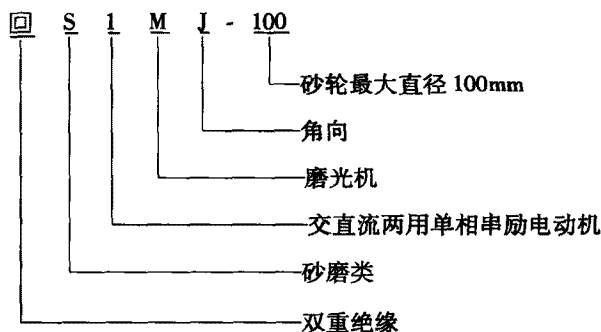 回 S 1 M J - 100
砂轮最大直径 100mm
角向
磨光机
交直流两用单相串励电动机
砂磨类
双重绝缘